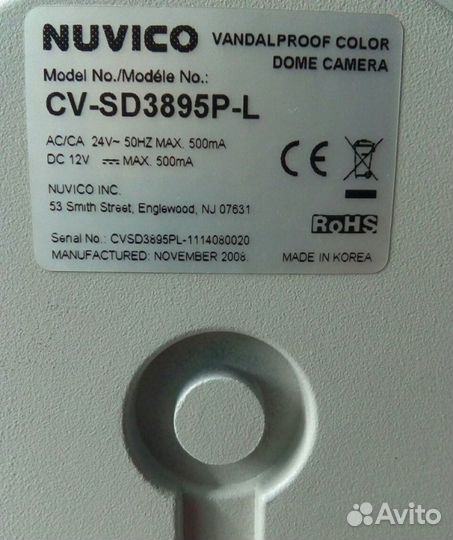 NUVICO VANDALPROOF COLOR
DOME CAMERA
Model No./Modéle No.:
CV-SD3895P-L
AC/CA 24V~ 50HZ MAX. 500mA
DC 12V ⎓ MAX. 500mA
CE
NUVICO INC.
53 Smith Street, Englewood, NJ 07631
RoHS
Serial No.: CVSD3895PL-1114080020
MANUFACTURED: NOVEMBER 2008. MADE IN KOREA
Avito